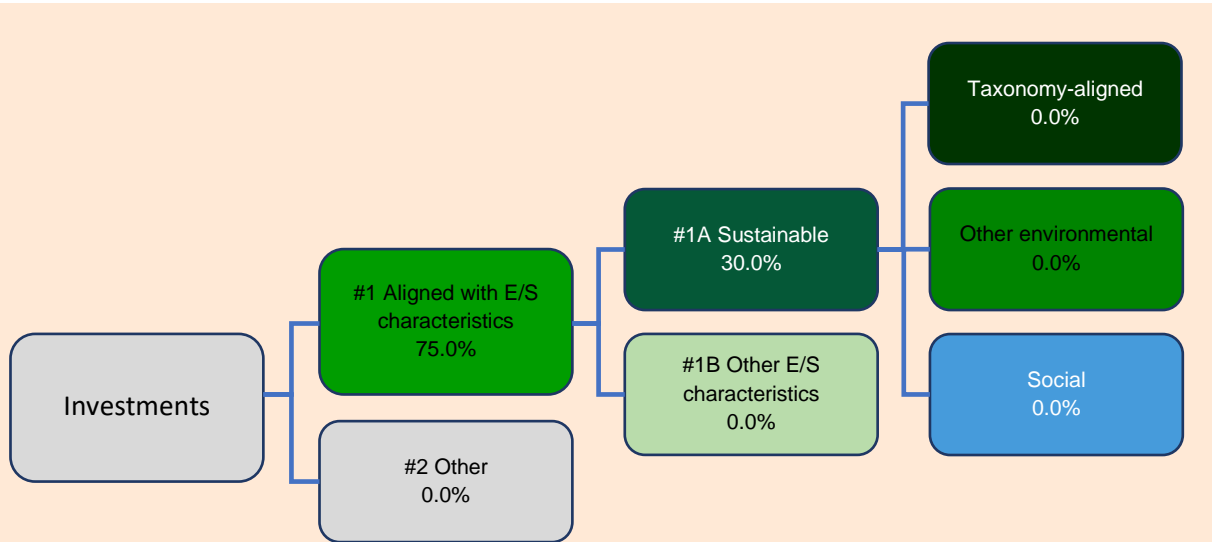 Investments
#1 Aligned with E/S
characteristics
75.0%
#2 Other
0.0%
#1A Sustainable
30.0%
#1B Other E/S
characteristics
0.0%
Taxonomy-aligned
0.0%
Other environmental
0.0%
Social
0.0%